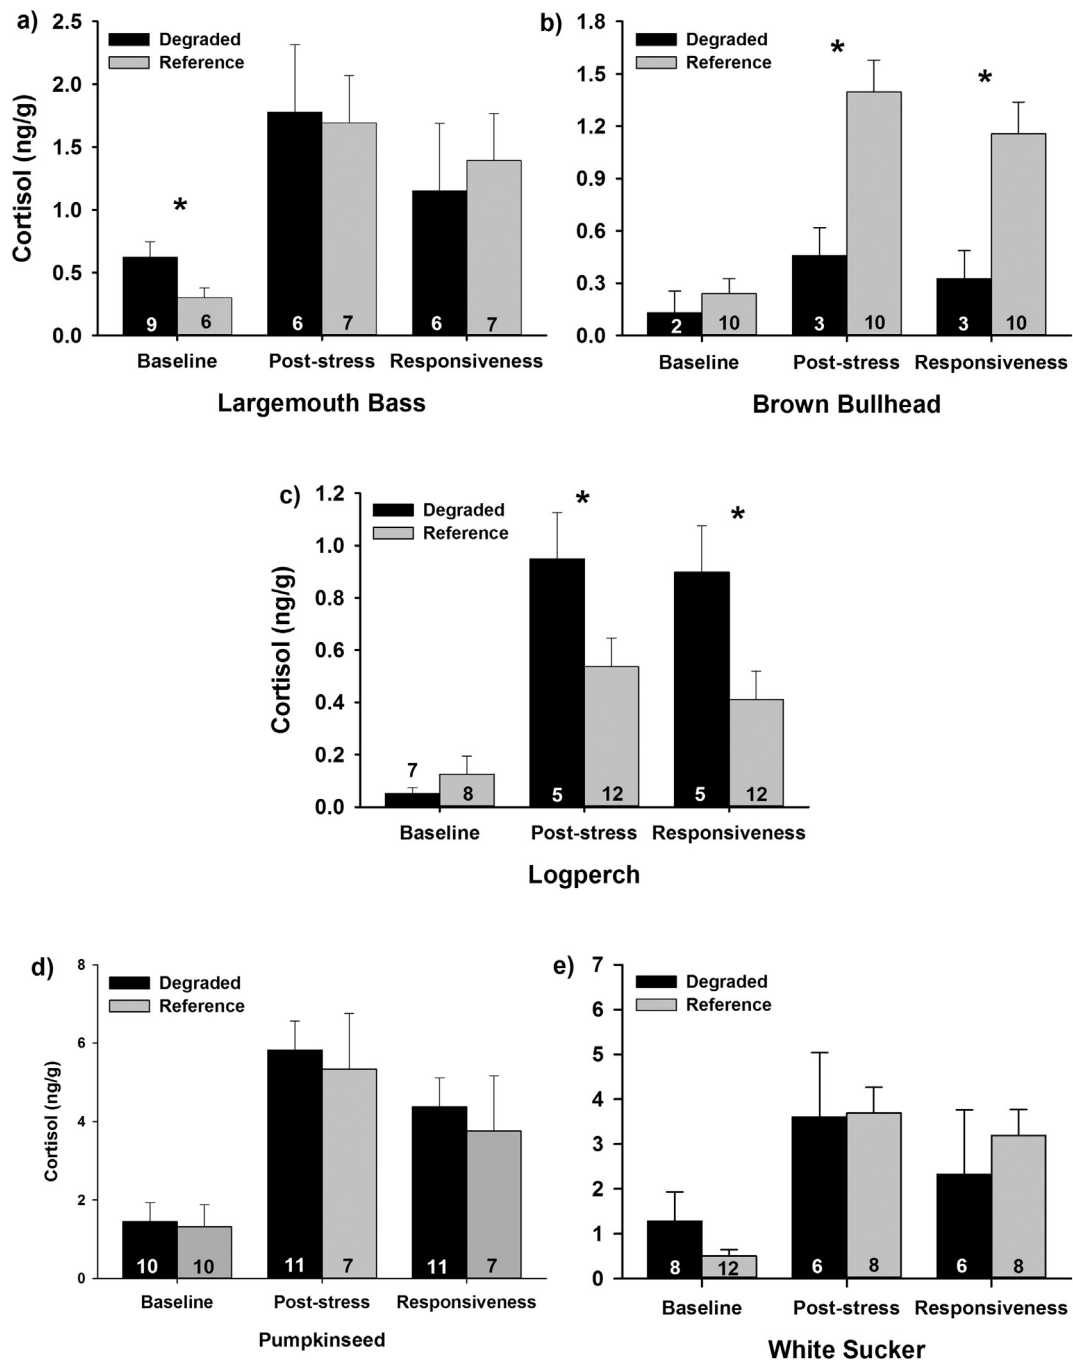 a)
2.5
2.0
1.5
1.0
0.5
0.0
Cortisol (ng/g)
Degraded
Reference
*
9 6 6 7 6 7
Baseline Post-stress Responsiveness
Largemouth Bass
b)
1.8
1.5
1.2
0.9
0.6
0.3
0.0
Degraded
Reference
* *
2 10 3 10 3 10
Baseline Post-stress Responsiveness
Brown Bullhead
c)
1.2
1.0
0.8
0.6
0.4
0.2
0.0
Cortisol (ng/g)
Degraded
Reference
* *
7 8 5 12 5 12
Baseline Post-stress Responsiveness
Logperch
d)
8
6
4
2
0
Cortisol (ng/g)
Degraded
Reference
10 10 11 7 11 7
Baseline Post-stress Responsiveness
Pumpkinseed
e)
7
6
5
4
3
2
1
0
Degraded
Reference
8 12 6 8 6 8
Baseline Post-stress Responsiveness
White Sucker